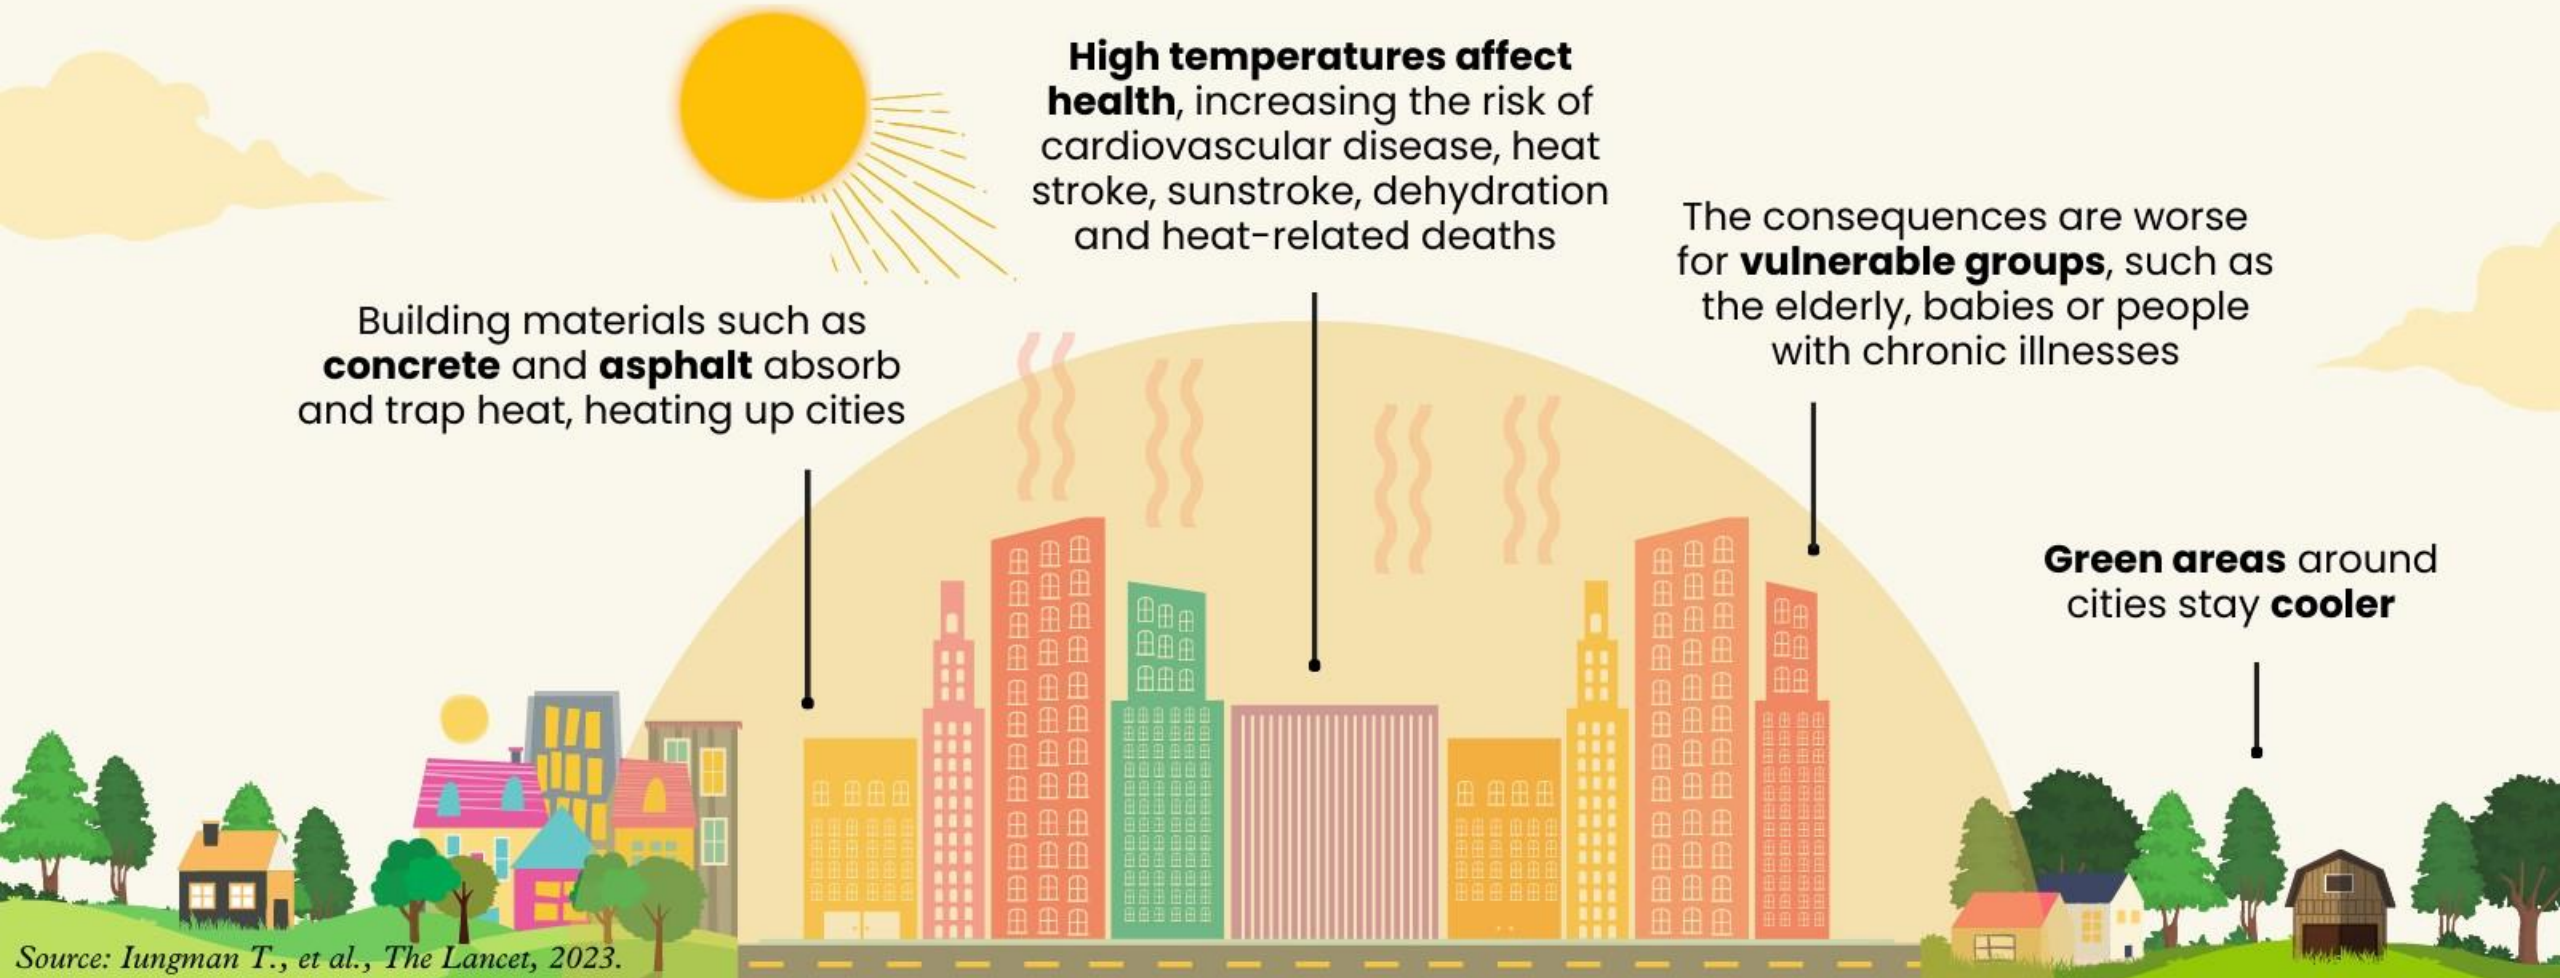 High temperatures affect
health, increasing the risk of
cardiovascular disease, heat
stroke, sunstroke, dehydration
and heat-related deaths
The consequences are worse
for vulnerable groups, such as
the elderly, babies or people
with chronic illnesses
Building materials such as
concrete and asphalt absorb
and trap heat, heating up cities
Green areas around
cities stay cooler
Source: Iungman T., et al., The Lancet, 2023.